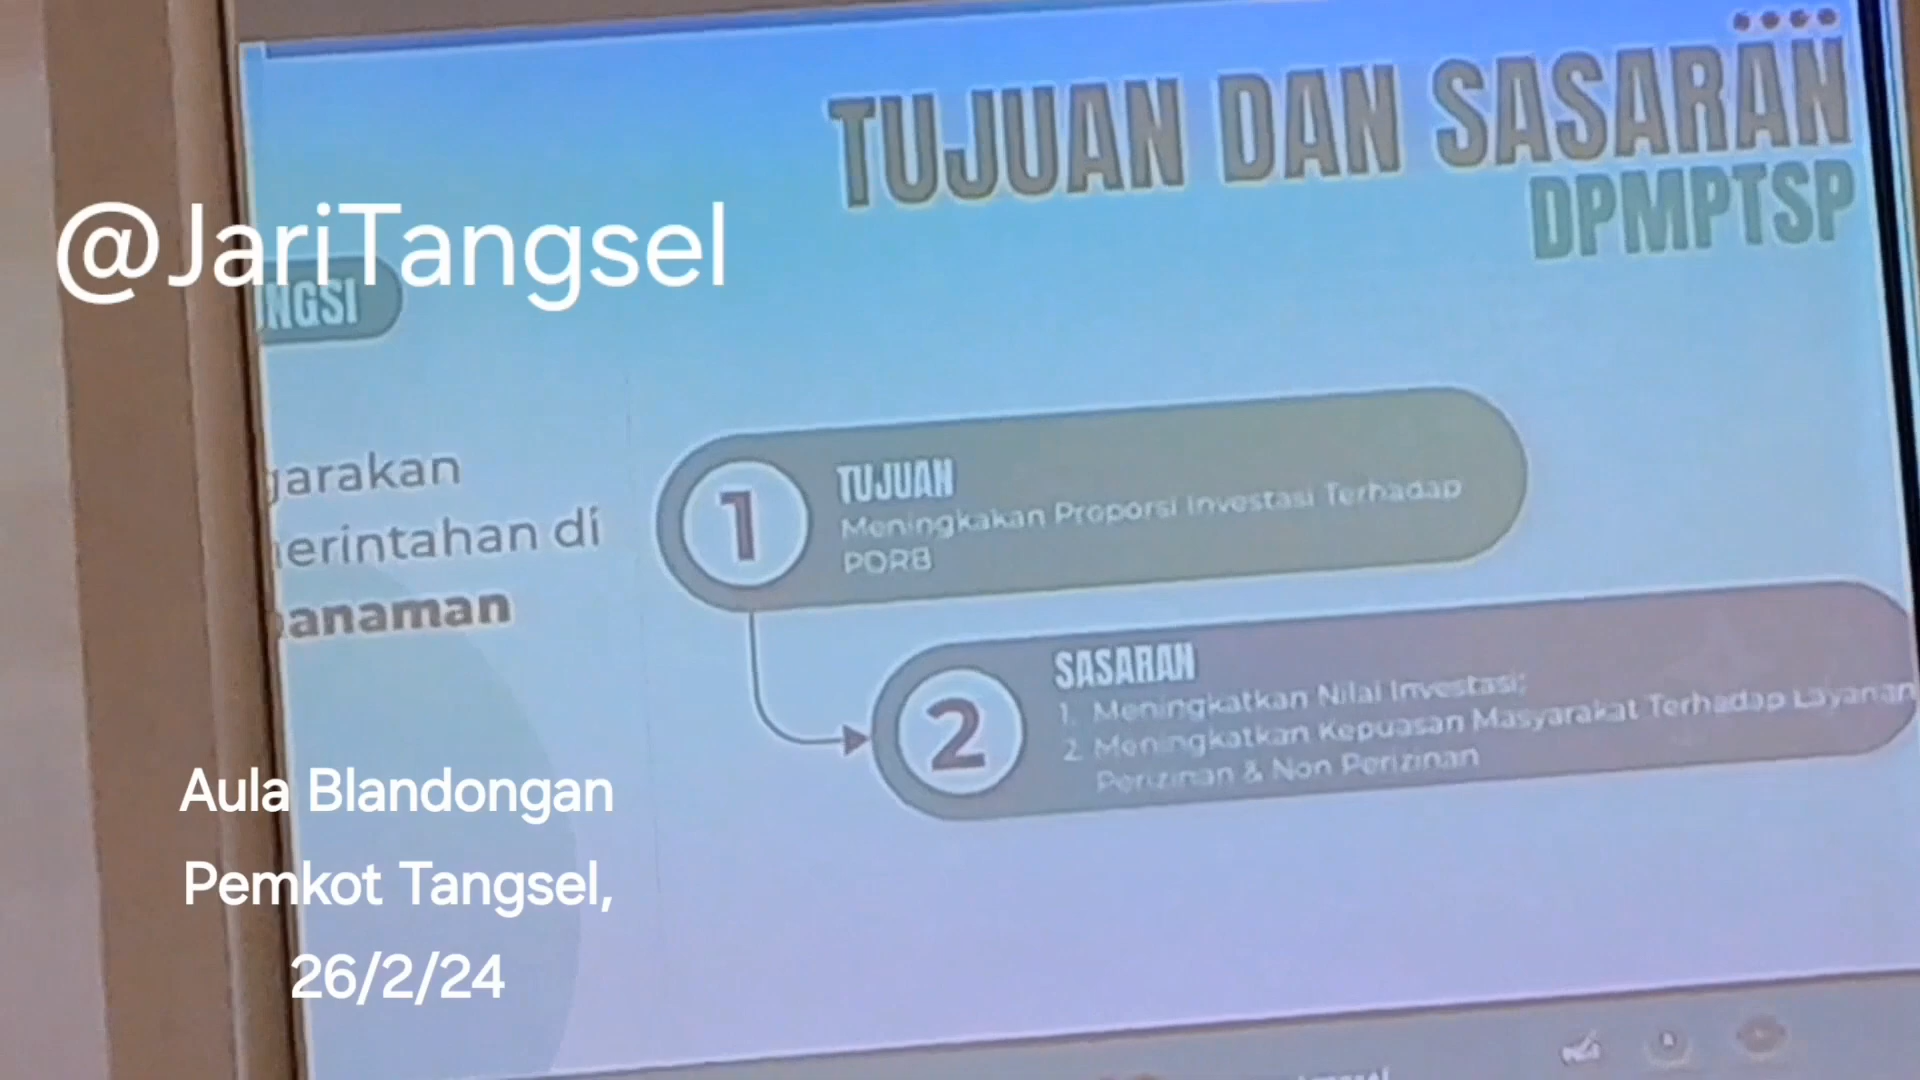 TUJUAN DAN SASARAN
DPMPTSP
@JariTangsel
NGSI
garakan
erintahan di
anaman
1
TUJUAN
Meningkakan Proporsi Investasi Terhadap
PDRB
2
SASARAN
1. Meningkatkan Nilai Investasi;
2. Meningkatkan Kepuasan Masyarakat Terhadap Layanan
Perizinan & Non Perizinan
Aula Blandongan
Pemkot Tangsel,
26/2/24